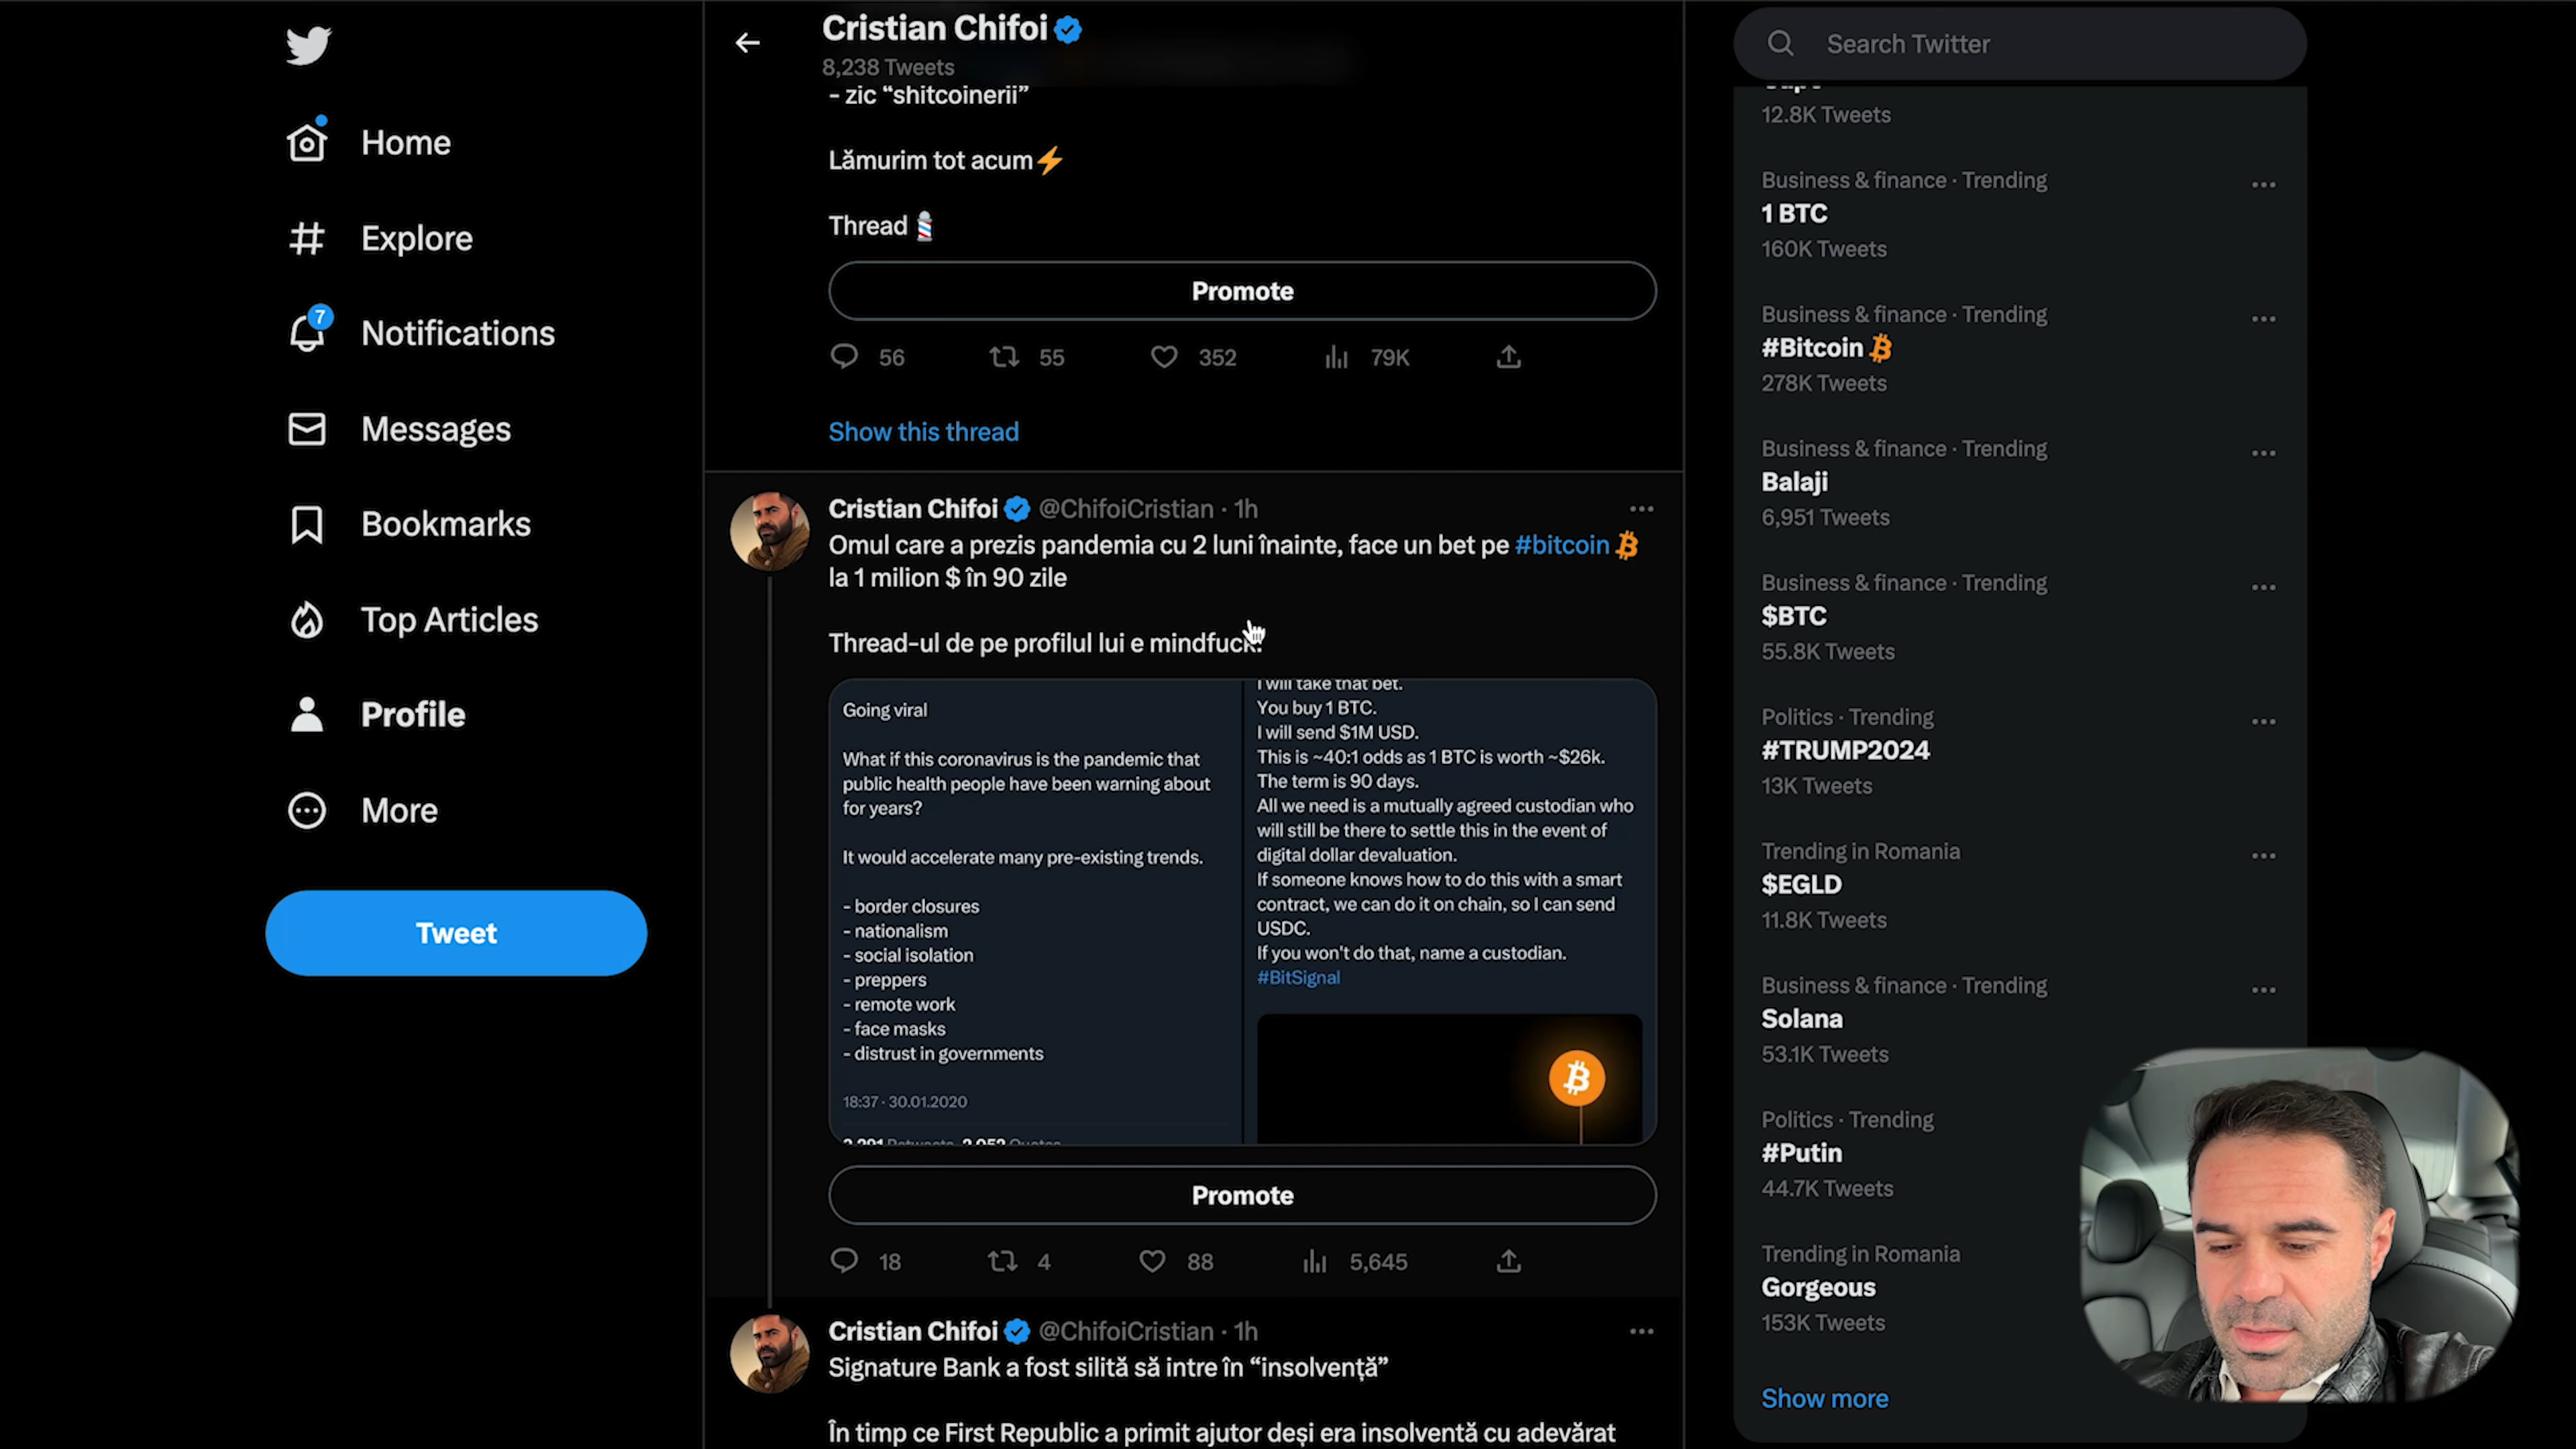 Home
Explore
7
Notifications
Messages
Bookmarks
Top Articles
Profile
More
Tweet
Cristian Chifoi
8,238 Tweets
- zic “shitcoinerii”
Lămurim tot acum⚡
Thread 💈
Promote
56 55 352 79K
Show this thread
Cristian Chifoi @ChifoiCristian · 1h
Omul care a prezis pandemia cu 2 luni înainte, face un bet pe #bitcoin
la 1 milion $ în 90 zile
Thread-ul de pe profilul lui e mindfuck!
Going viral
What if this coronavirus is the pandemic that
public health people have been warning about
for years?
It would accelerate many pre-existing trends.
- border closures
- nationalism
- social isolation
- preppers
- remote work
- face masks
- distrust in governments
18:37 · 30.01.2020
2,291 Retweets 2,052 Quotes
I will take that bet.
You buy 1 BTC.
I will send $1M USD.
This is ~40:1 odds as 1 BTC is worth ~$26k.
The term is 90 days.
All we need is a mutually agreed custodian who
will still be there to settle this in the event of
digital dollar devaluation.
If someone knows how to do this with a smart
contract, we can do it on chain, so I can send
USDC.
If you won't do that, name a custodian.
#BitSignal
Promote
18 4 88 5,645
Cristian Chifoi @ChifoiCristian · 1h
Signature Bank a fost silită să intre în “insolvență”
În timp ce First Republic a primit ajutor deși era insolventă cu adevărat
Search Twitter
12.8K Tweets
Business & finance · Trending
1 BTC
160K Tweets
Business & finance · Trending
#Bitcoin
278K Tweets
Business & finance · Trending
Balaji
6,951 Tweets
Business & finance · Trending
$BTC
55.8K Tweets
Politics · Trending
#TRUMP2024
13K Tweets
Trending in Romania
$EGLD
11.8K Tweets
Business & finance · Trending
Solana
53.1K Tweets
Politics · Trending
#Putin
44.7K Tweets
Trending in Romania
Gorgeous
153K Tweets
Show more